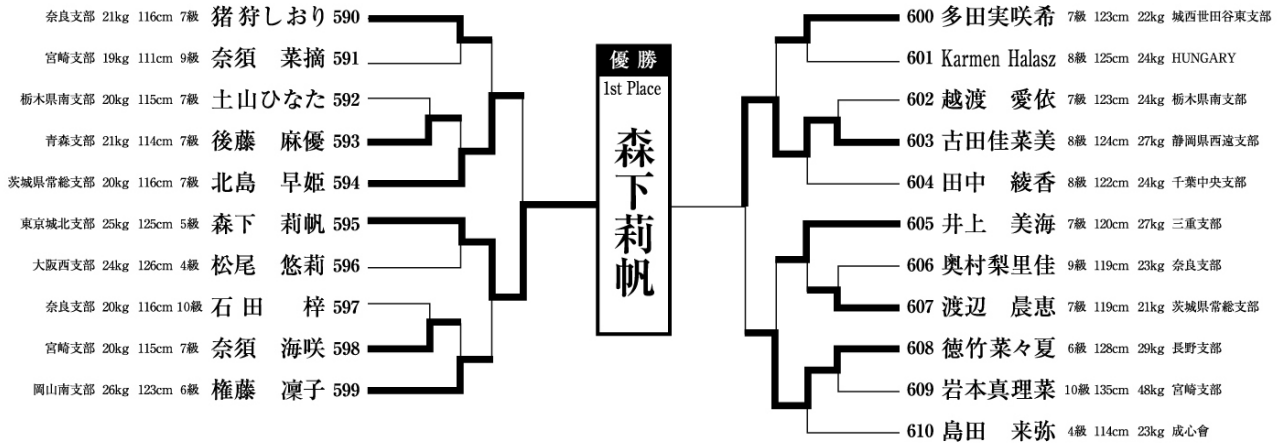 奈良支部 21kg 116cm 7級 猪狩しおり 590
宮崎支部 19kg 111cm 9級 奈須 菜摘 591
栃木県南支部 20kg 115cm 7級 土山ひなた 592
青森支部 21kg 114cm 7級 後藤 麻優 593
茨城県常総支部 20kg 116cm 7級 北島 早姫 594
東京城北支部 25kg 125cm 5級 森下 莉帆 595
大阪西支部 24kg 126cm 4級 松尾 悠莉 596
奈良支部 20kg 116cm 10級 石田 梓 597
宮崎支部 20kg 115cm 7級 奈須 海咲 598
岡山南支部 26kg 123cm 6級 権藤 凜子 599
優勝
1st Place
森下莉帆
600 多田実咲希 7級 123cm 22kg 城西世田谷東支部
601 Karmen Halasz 8級 125cm 24kg HUNGARY
602 越渡 愛依 7級 123cm 24kg 栃木県南支部
603 古田佳菜美 8級 124cm 27kg 静岡県西遠支部
604 田中 綾香 8級 122cm 24kg 千葉中央支部
605 井上 美海 7級 120cm 27kg 三重支部
606 奥村梨里佳 9級 119cm 23kg 奈良支部
607 渡辺 晨恵 7級 119cm 21kg 茨城県常総支部
608 徳竹菜々夏 6級 128cm 29kg 長野支部
609 岩本真理菜 10級 135cm 48kg 宮崎支部
610 島田 来弥 4級 114cm 23kg 成心會